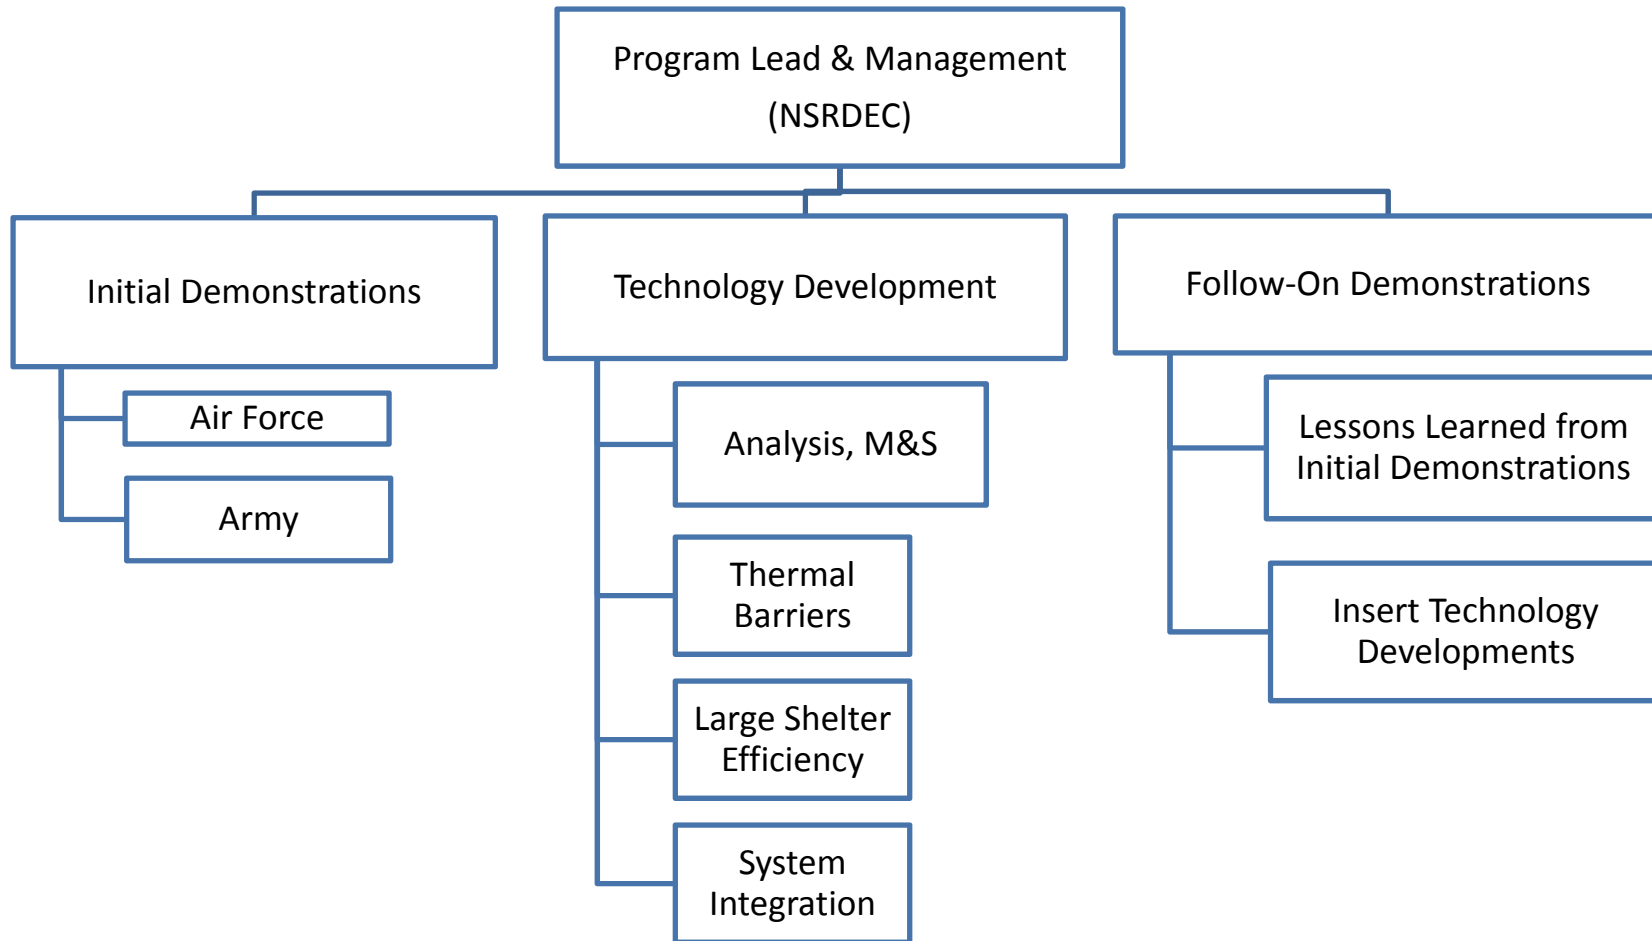 Program Lead & Management
(NSRDEC)
Initial Demonstrations
Air Force
Army
Technology Development
Analysis, M&S
Thermal
Barriers
Large Shelter
Efficiency
System
Integration
Follow-On Demonstrations
Lessons Learned from
Initial Demonstrations
Insert Technology
Developments